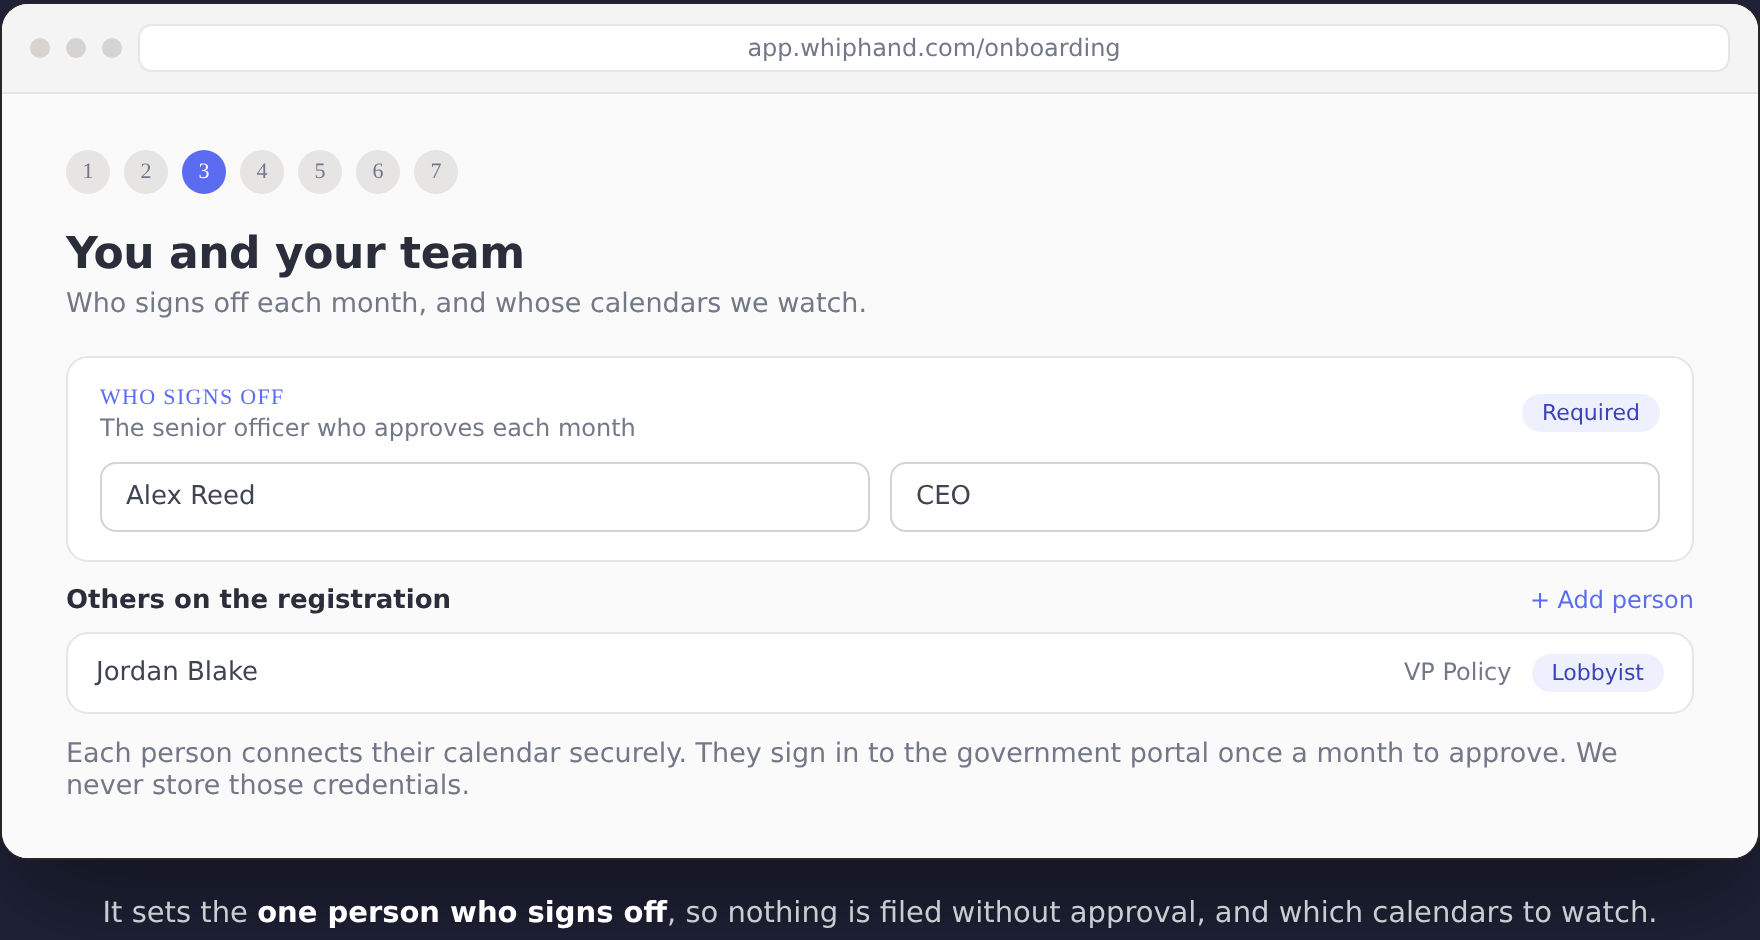 app.whiphand.com/onboarding
1 2 3 4 5 6 7
You and your team
Who signs off each month, and whose calendars we watch.
WHO SIGNS OFF
The senior officer who approves each month
Required
Alex Reed
CEO
Others on the registration
+ Add person
Jordan Blake
VP Policy
Lobbyist
Each person connects their calendar securely. They sign in to the government portal once a month to approve. We
never store those credentials.
It sets the one person who signs off, so nothing is filed without approval, and which calendars to watch.